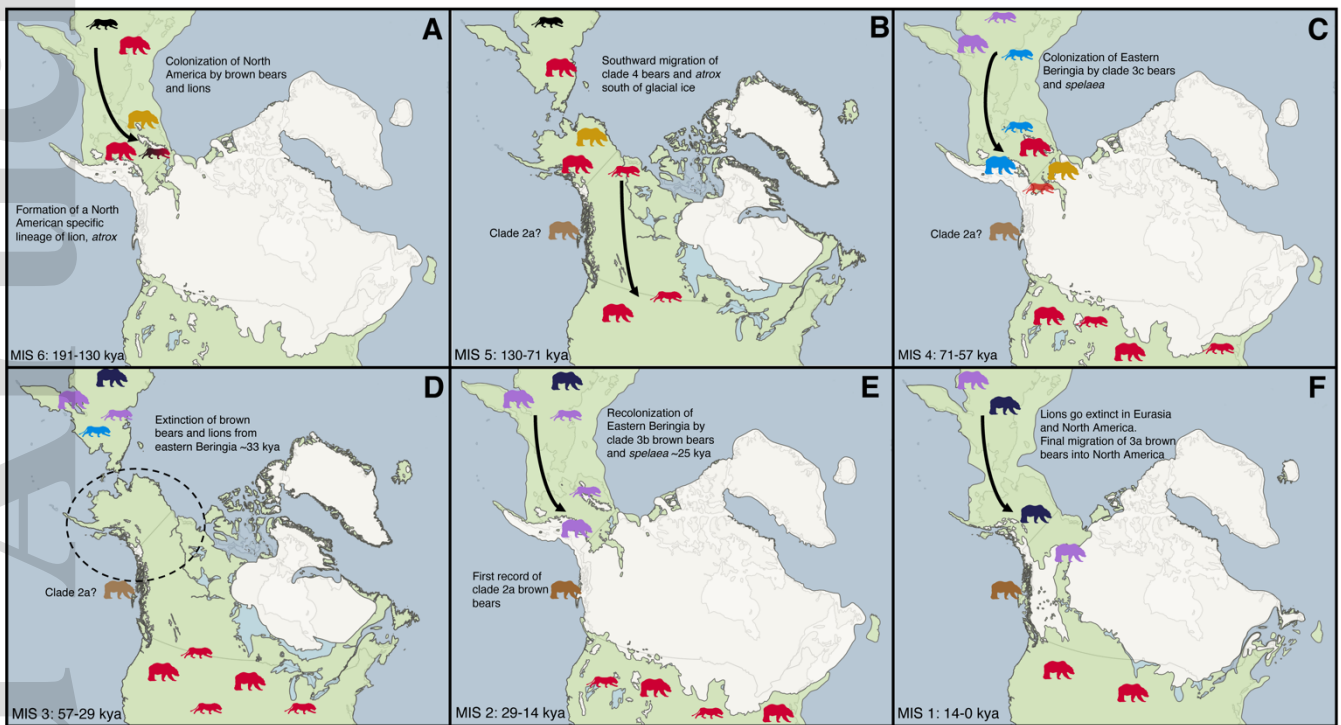 A
Colonization of North
America by brown bears
and lions
Formation of a North
American specific
lineage of lion, atrox
MIS 6: 191-130 kya
B
Southward migration of
clade 4 bears and atrox
south of glacial ice
Clade 2a?
MIS 5: 130-71 kya
C
Colonization of Eastern
Beringia by clade 3c bears
and spelaea
Clade 2a?
MIS 4: 71-57 kya
D
Extinction of brown
bears and lions from
eastern Beringia ~33 kya
Clade 2a?
MIS 3: 57-29 kya
E
Recolonization of
Eastern Beringia by
clade 3b brown bears
and spelaea ~25 kya
First record of
clade 2a brown
bears
MIS 2: 29-14 kya
F
Lions go extinct in Eurasia
and North America.
Final migration of 3a brown
bears into North America
MIS 1: 14-0 kya